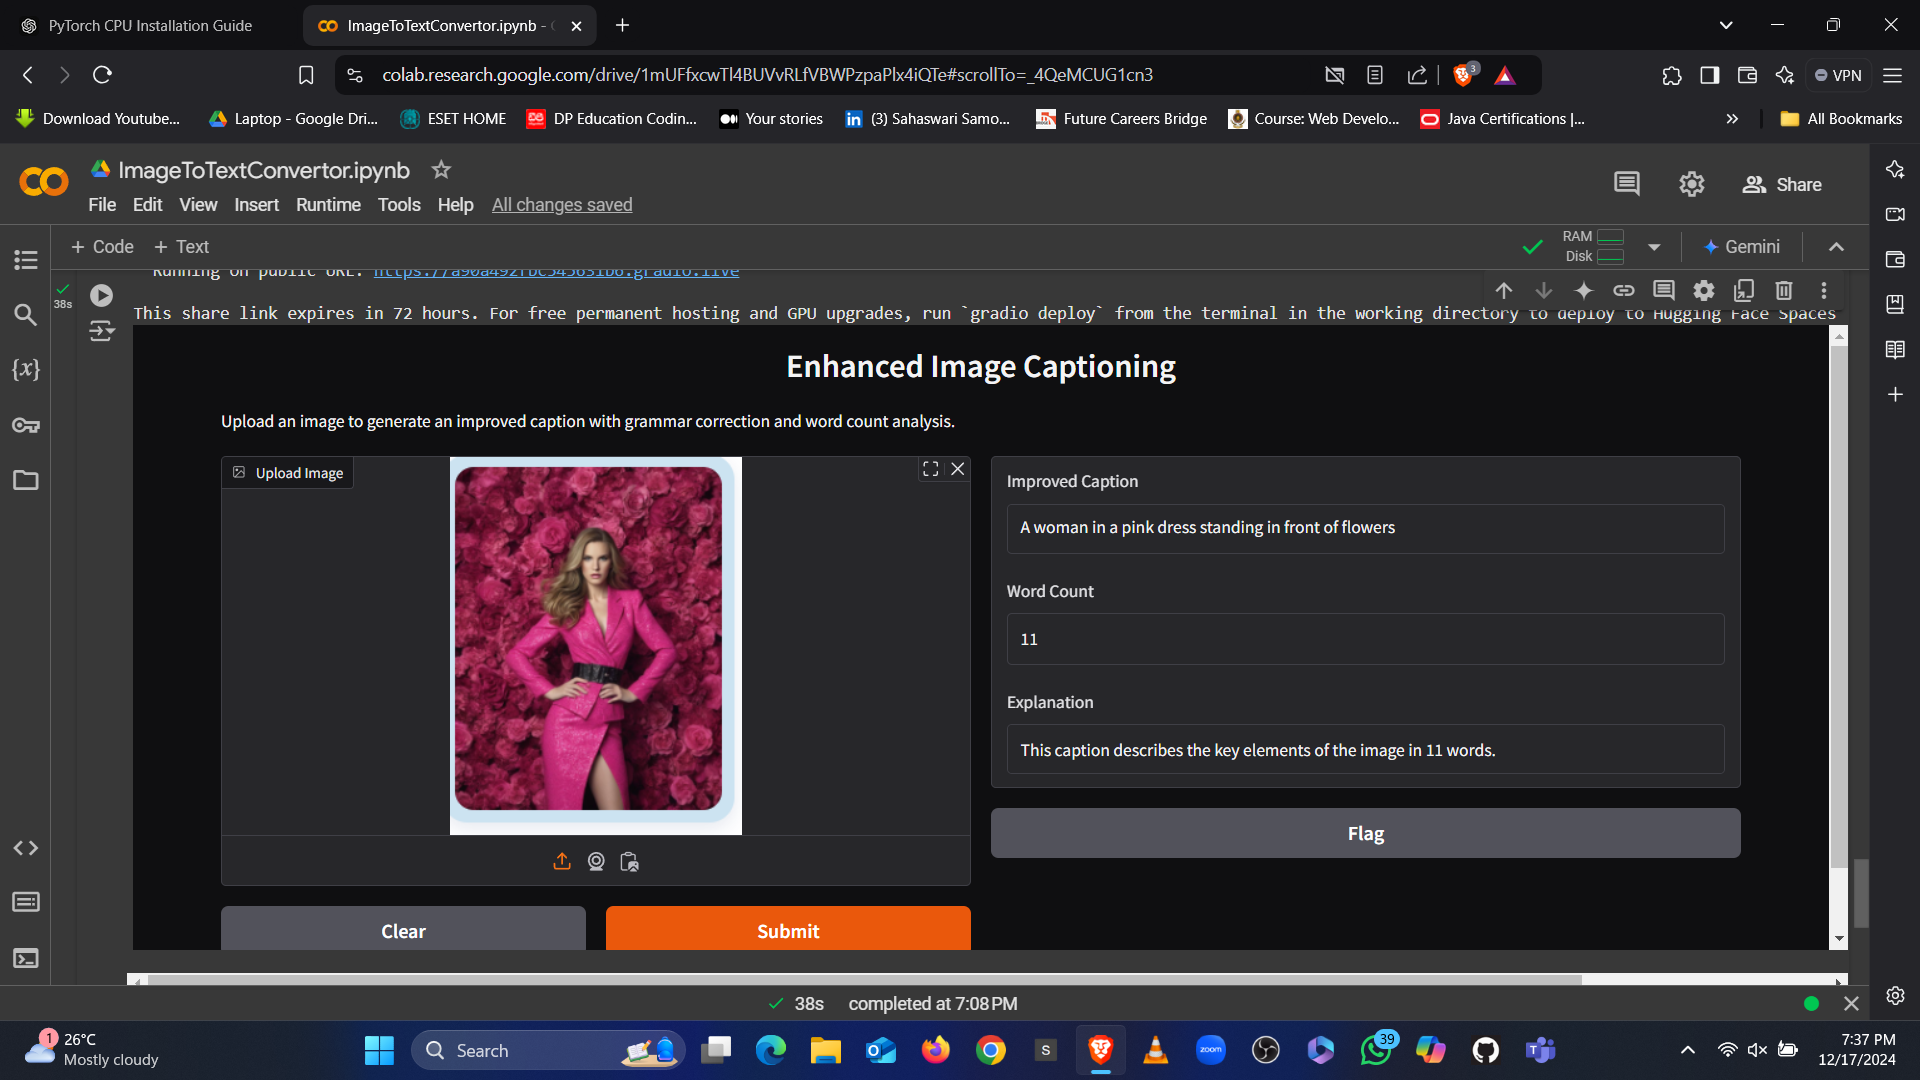 PyTorch CPU Installation Guide
ImageToTextConvertor.ipynb -
colab.research.google.com/drive/1mUFfxcwTl4BUVvRLfVBWPzpaPlx4iQTe#scrollTo=_4QeMCUG1cn3
3
VPN
Download Youtube...
Laptop - Google Dri...
ESET HOME
DP Education Codin...
Your stories
(3) Sahaswari Samo...
Future Careers Bridge
Course: Web Develo...
Java Certifications |...
All Bookmarks
ImageToTextConvertor.ipynb
File Edit View Insert Runtime Tools Help All changes saved
Share
+ Code + Text
RAM
Disk
Gemini
Running on public URL: https://a90a492fbc545651b6.gradio.live
38s
This share link expires in 72 hours. For free permanent hosting and GPU upgrades, run `gradio deploy` from the terminal in the working directory to deploy to Hugging Face Spaces
Enhanced Image Captioning
Upload an image to generate an improved caption with grammar correction and word count analysis.
Upload Image
Improved Caption
A woman in a pink dress standing in front of flowers
Word Count
11
Explanation
This caption describes the key elements of the image in 11 words.
Flag
Clear
Submit
38s completed at 7:08 PM
1
26°C
Mostly cloudy
Search
zoom
S
39
7:37 PM
12/17/2024